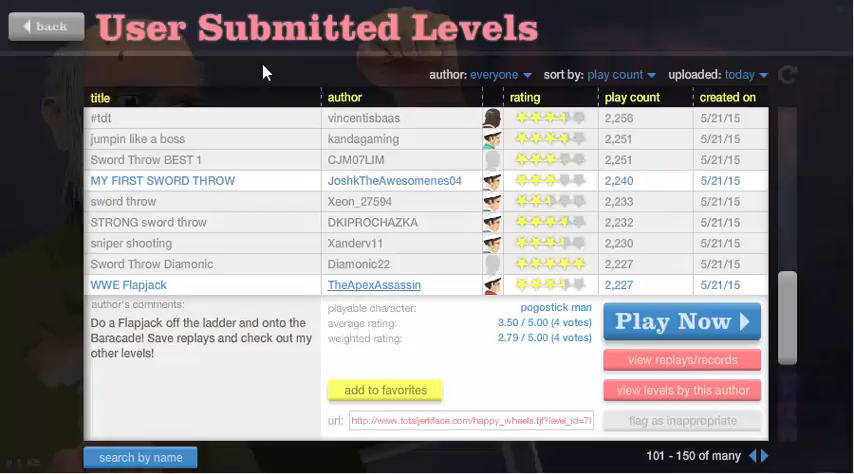 back
User Submitted Levels
author: everyone sort by: play count uploaded: today
title author rating play count created on
#tdt vincentisbaas 2,256 5/21/15
jumpin like a boss kandagaming 2,251 5/21/15
Sword Throw BEST 1 CJM07LIM 2,251 5/21/15
MY FIRST SWORD THROW JoshkTheAwesomenes04 2,240 5/21/15
sword throw Xeon_27594 2,233 5/21/15
STRONG sword throw DKIPROCHAZKA 2,232 5/21/15
sniper shooting Xanderv11 2,230 5/21/15
Sword Throw Diamonic Diamonic22 2,227 5/21/15
WWE Flapjack TheApexAssassin 2,227 5/21/15
author's comments:
Do a Flapjack off the ladder and onto the
Baracade! Save replays and check out my
other levels!
playable character: pogostick man
average rating: 3.50 / 5.00 (4 votes)
weighted rating: 2.79 / 5.00 (4 votes)
Play Now
view replays/records
add to favorites
view levels by this author
url: http://www.totaljerkface.com/happy_wheels.tjf?level_id=7
flag as inappropriate
search by name
101 - 150 of many